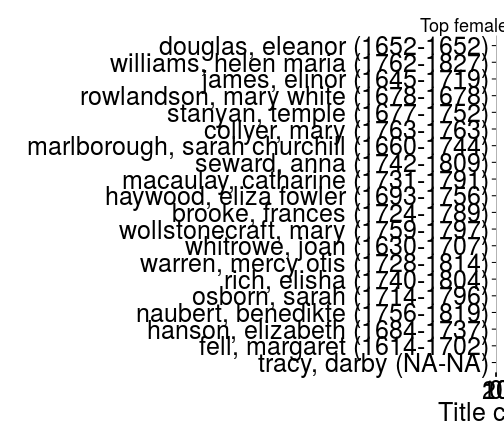 Top female
douglas, eleanor (1652-1652)
williams, helen maria (1762-1827)
james, elinor (1645-1719)
rowlandson, mary white (1678-1678)
stanyan, temple (1677-1752)
collyer, mary (1763-1763)
marlborough, sarah churchill (1660-1744)
seward, anna (1742-1809)
macaulay, catharine (1731-1791)
haywood, eliza fowler (1693-1756)
brooke, frances (1724-1789)
wollstonecraft, mary (1759-1797)
whitrowe, joan (1630-1707)
warren, mercy otis (1728-1814)
rich, elisha (1740-1804)
osborn, sarah (1714-1796)
naubert, benedikte (1756-1819)
hanson, elizabeth (1684-1737)
fell, margaret (1614-1702)
tracy, darby (NA-NA)
Title c